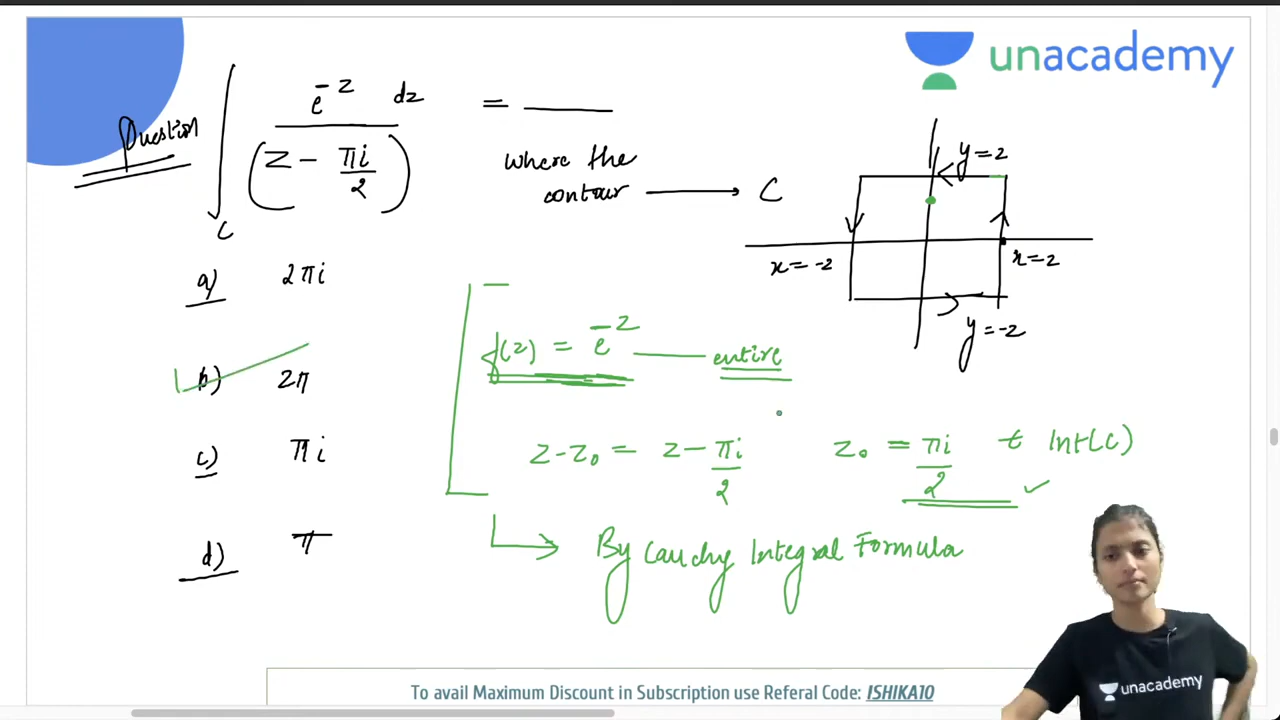 unacademy
Question ∫_C e^{-z} dz / (z - πi/2) = ____
where the contour → C
y=2
x=-2
x=2
y=-2
a) 2πi
b) 2π
c) πi
d) π
f(z) = e^{-z} — entire
z-z₀ = z-πi/2
z₀ = πi/2 ∈ Int(C)
By Cauchy Integral Formula
unacademy
To avail Maximum Discount in Subscription use Referal Code: ISHIKA10